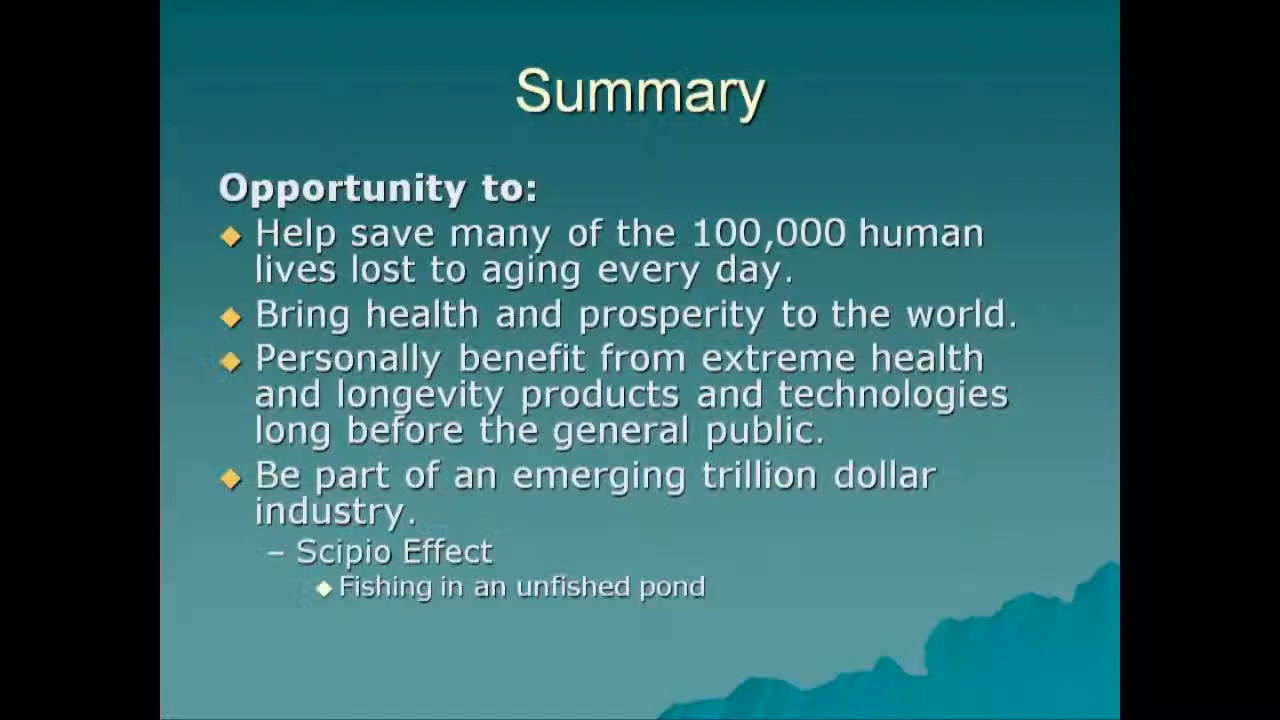 Summary
Opportunity to:
Help save many of the 100,000 human
lives lost to aging every day.
Bring health and prosperity to the world.
Personally benefit from extreme health
and longevity products and technologies
long before the general public.
Be part of an emerging trillion dollar
industry.
– Scipio Effect
Fishing in an unfished pond